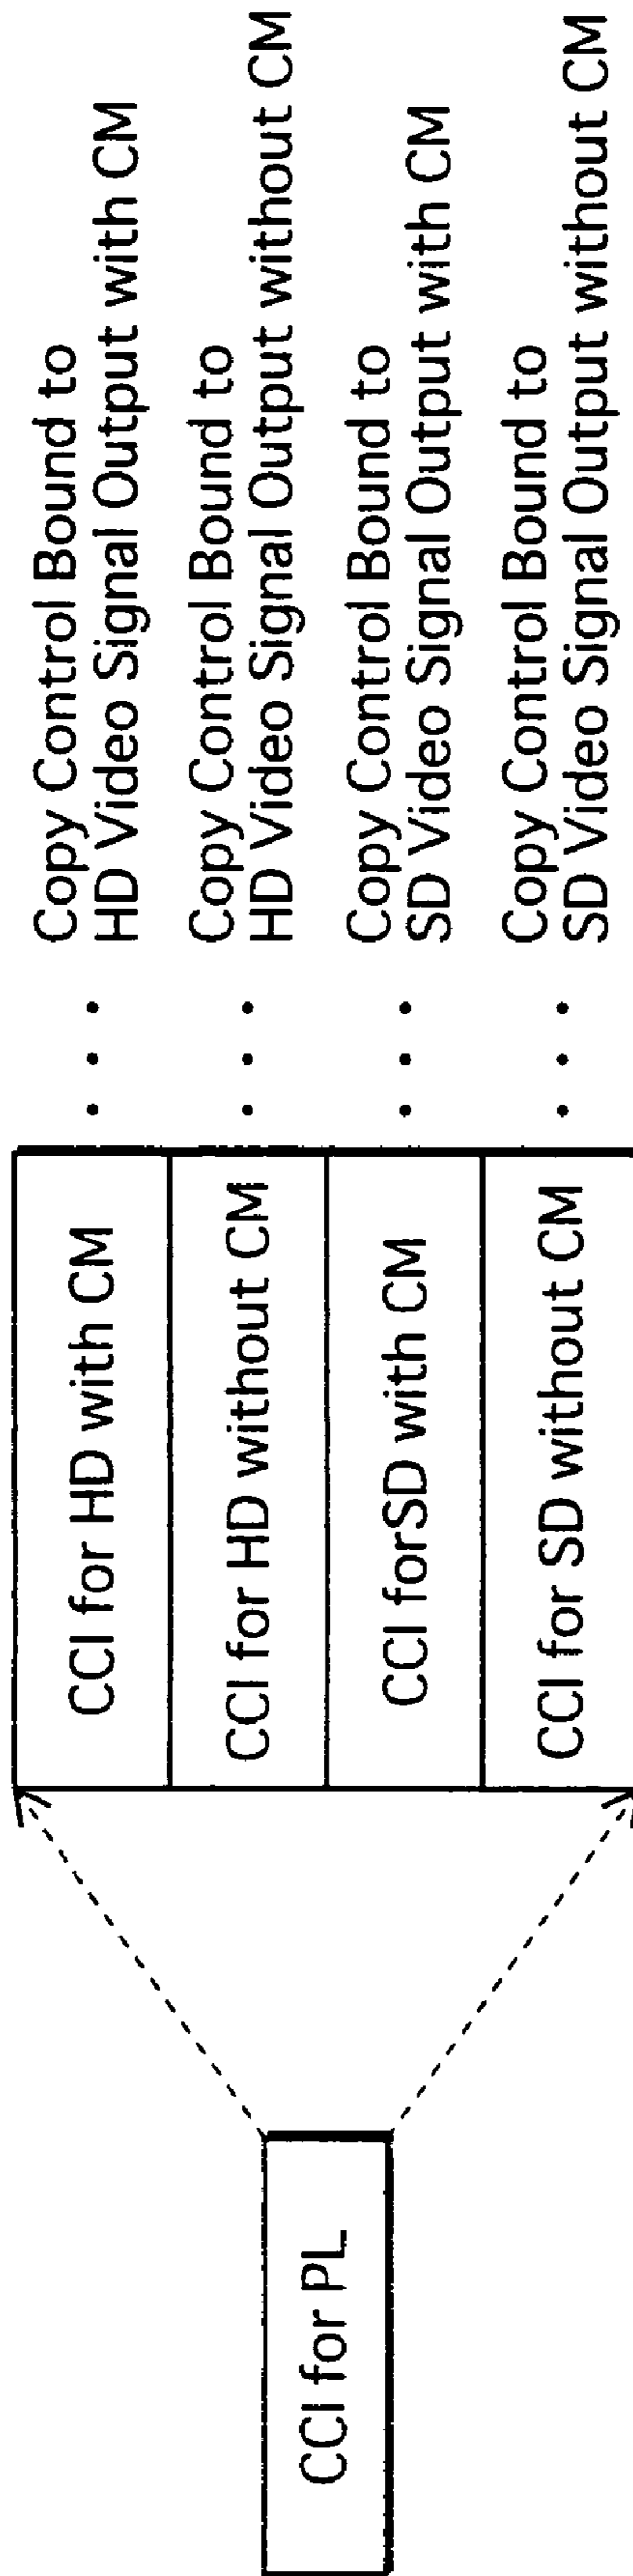 CCI for PL
CCI for HD with CM
CCI for HD without CM
CCI forSD with CM
CCI for SD without CM
Copy Control Bound to
HD Video Signal Output with CM
Copy Control Bound to
HD Video Signal Output without CM
Copy Control Bound to
SD Video Signal Output with CM
Copy Control Bound to
SD Video Signal Output without CM